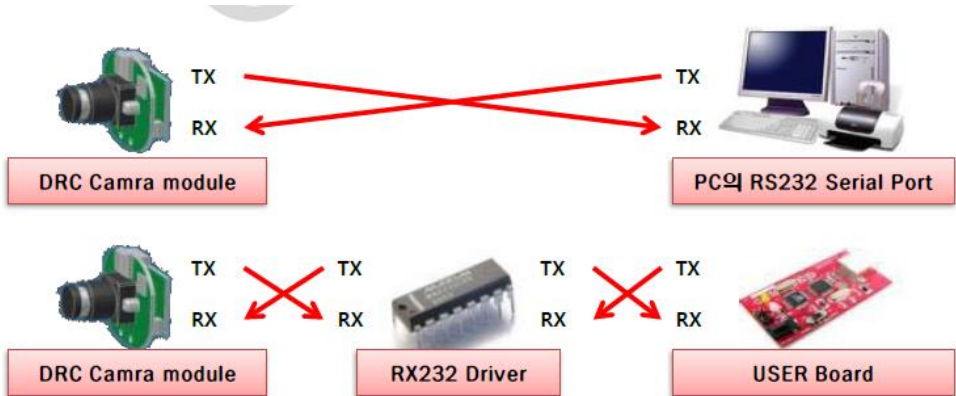 TX TX
RX RX
DRC Camra module PC의 RS232 Serial Port
TX TX TX TX
RX RX RX RX
DRC Camra module RX232 Driver USER Board